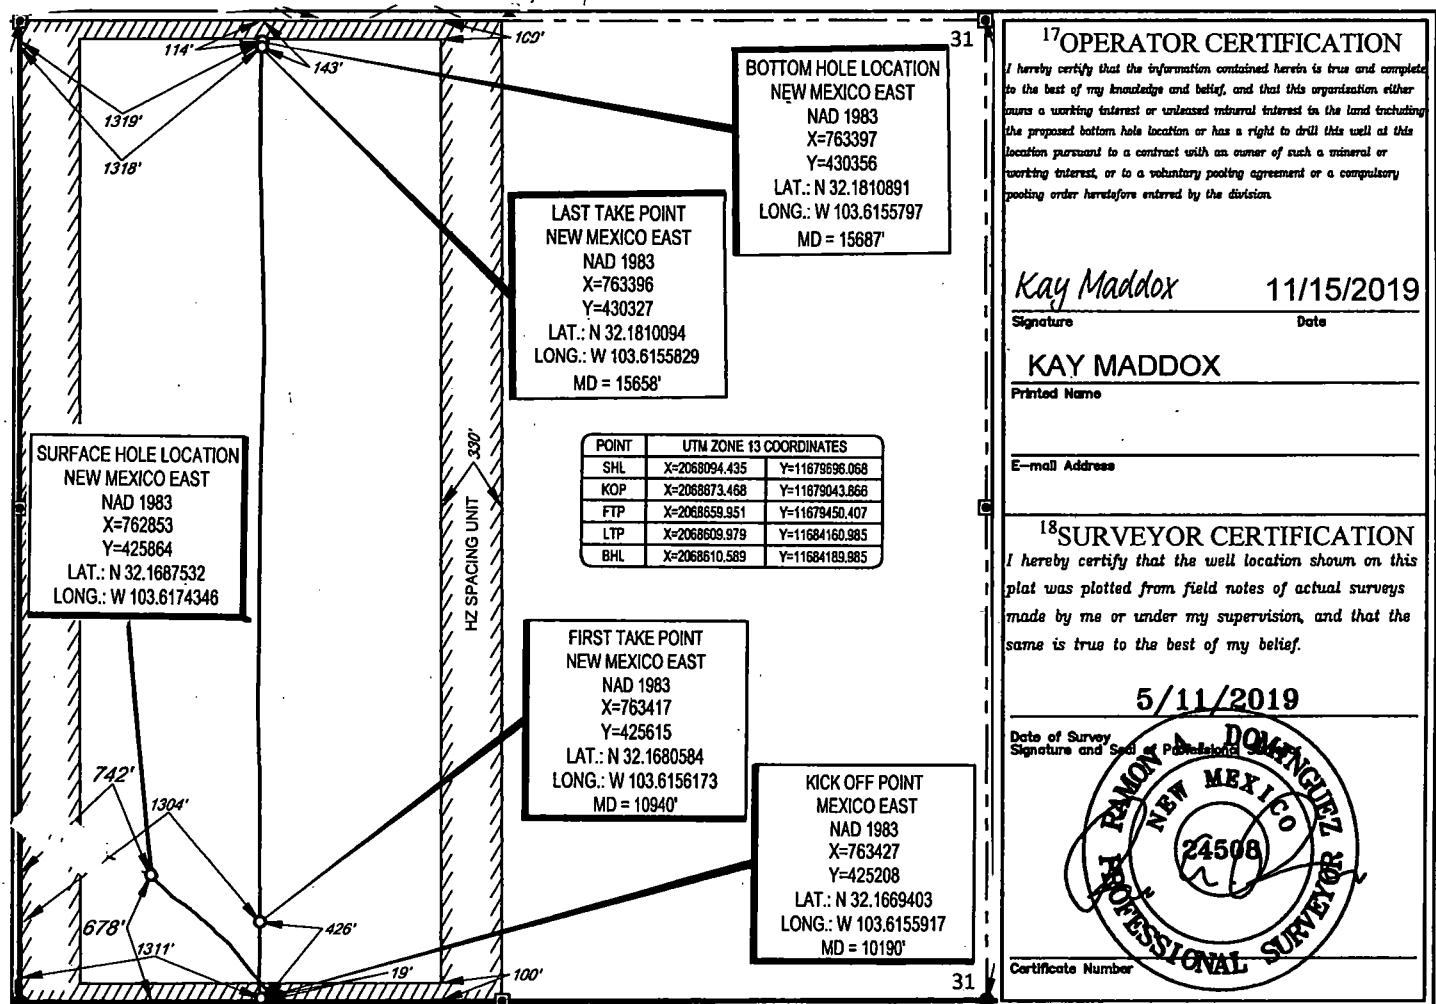 114'
143'
100'
31
1319'
1318'
BOTTOM HOLE LOCATION
NEW MEXICO EAST
NAD 1983
X=763397
Y=430356
LAT.: N 32.1810891
LONG.: W 103.6155797
MD = 15687'
LAST TAKE POINT
NEW MEXICO EAST
NAD 1983
X=763396
Y=430327
LAT.: N 32.1810094
LONG.: W 103.6155829
MD = 15658'
SURFACE HOLE LOCATION
NEW MEXICO EAST
NAD 1983
X=762853
Y=425864
LAT.: N 32.1687532
LONG.: W 103.6174346
330'
HZ SPACING UNIT
POINT UTM ZONE 13 COORDINATES
SHL X=2068094.435 Y=11679696.068
KOP X=2068673.468 Y=11679043.866
FTP X=2068659.951 Y=11679450.407
LTP X=2068609.979 Y=11684160.985
BHL X=2068610.589 Y=11684189.985
FIRST TAKE POINT
NEW MEXICO EAST
NAD 1983
X=763417
Y=425615
LAT.: N 32.1680584
LONG.: W 103.6156173
MD = 10940'
KICK OFF POINT
MEXICO EAST
NAD 1983
X=763427
Y=425208
LAT.: N 32.1669403
LONG.: W 103.6155917
MD = 10190'
742'
1304'
678'
1311'
426'
19'
100'
31
17OPERATOR CERTIFICATION
I hereby certify that the information contained herein is true and complete
to the best of my knowledge and belief, and that this organization either
owns a working interest or unleased mineral interest in the land including
the proposed bottom hole location or has a right to drill this well at this
location pursuant to a contract with an owner of such a mineral or
working interest, or to a voluntary pooling agreement or a compulsory
pooling order heretofore entered by the division.
Kay Maddox 11/15/2019
Signature Date
KAY MADDOX
Printed Name
E-mail Address
18SURVEYOR CERTIFICATION
I hereby certify that the well location shown on this
plat was plotted from field notes of actual surveys
made by me or under my supervision, and that the
same is true to the best of my belief.
5/11/2019
Date of Survey
Signature and Seal of Professional
RAMON A. DOMINGUEZ
NEW MEXICO
24508
PROFESSIONAL SURVEYOR
Certificate Number